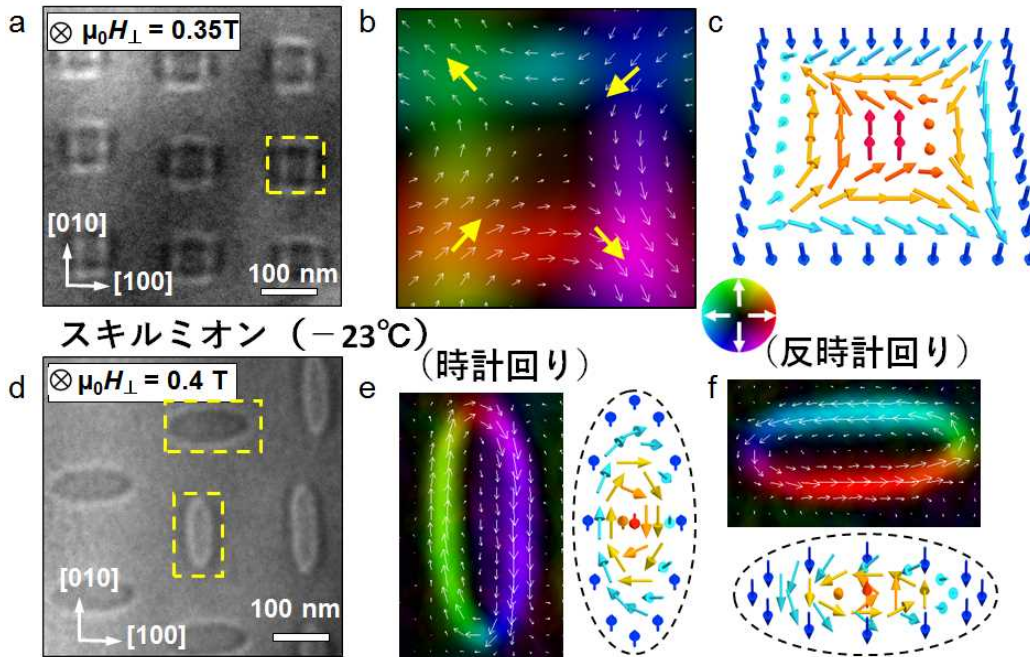 a
⊗ μ₀H⊥ = 0.35T
[010]
[100]
100 nm
b
c
スキルミオン（－23℃）
(時計回り)
(反時計回り)
d
⊗ μ₀H⊥ = 0.4 T
[010]
[100]
100 nm
e
f